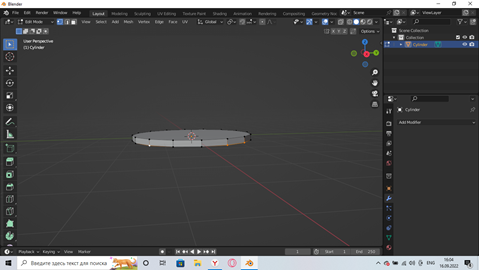 Blender
File Edit Render Window Help Layout Modeling Sculpting UV Editing Texture Paint Shading Animation Rendering Compositing Geometry No Scene ViewLayer
Edit Mode View Select Add Mesh Vertex Edge Face UV Global
X Y Z Options
User Perspective
(1) Cylinder
Scene Collection
Collection
Cylinder
Cylinder
Add Modifier
Playback Keying View Marker 1 Start 1 End 250
Введите здесь текст для поиска
ENG
16:04
16.08.2022